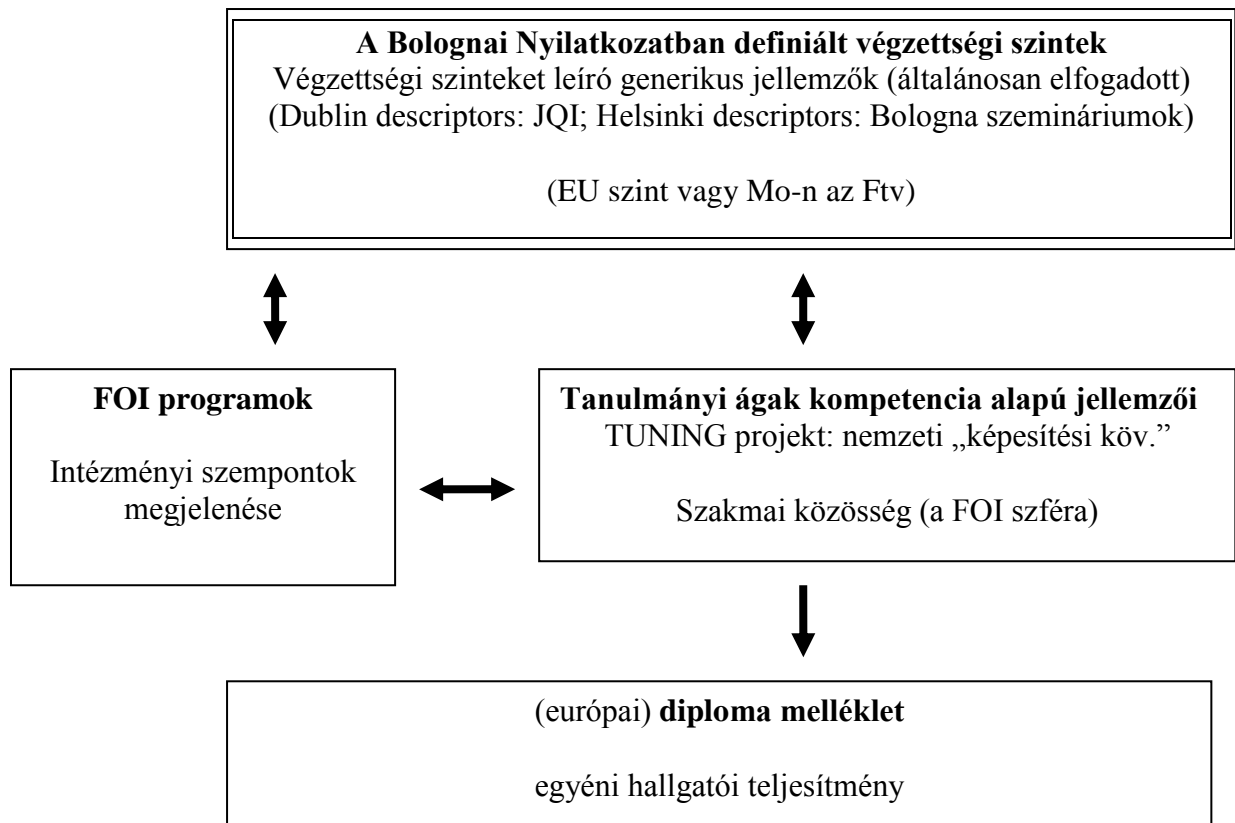 A Bolognai Nyilatkozatban definiált végzettségi szintek
Végzettségi szinteket leíró generikus jellemzők (általánosan elfogadott)
(Dublin descriptors: JQI; Helsinki descriptors: Bologna szemináriumok)
(EU szint vagy Mo-n az Ftv)
FOI programok
Intézményi szempontok
megjelenése
Tanulmányi ágak kompetencia alapú jellemzői
TUNING projekt: nemzeti „képesítési köv.”
Szakmai közösség (a FOI szféra)
(európai) diploma melléklet
egyéni hallgatói teljesítmény